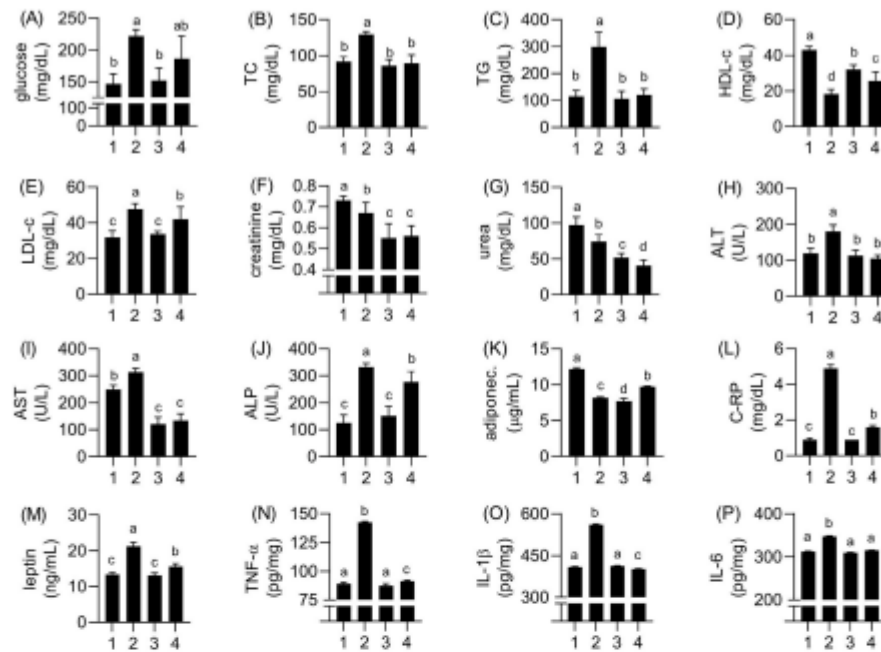 (A) glucose (mg/dL) 250 200 150 100 0 b a b ab 1 2 3 4
(B) TC (mg/dL) 150 100 50 0 b a b b 1 2 3 4
(C) TG (mg/dL) 400 300 200 100 0 b a b b 1 2 3 4
(D) HDL-c (mg/dL) 60 40 20 0 a d b c 1 2 3 4
(E) LDL-c (mg/dL) 60 40 20 0 c a c b 1 2 3 4
(F) creatinine (mg/dL) 0.8 0.7 0.6 0.5 0.4 a b c c 1 2 3 4
(G) urea (mg/dL) 150 100 50 0 a b c d 1 2 3 4
(H) ALT (U/L) 300 200 100 0 b a b b 1 2 3 4
(I) AST (U/L) 400 300 200 100 0 b a c c 1 2 3 4
(J) ALP (U/L) 400 300 200 100 0 c a c b 1 2 3 4
(K) adiponec. (µg/mL) 15 10 5 0 a c d b 1 2 3 4
(L) C-RP (mg/dL) 6 4 2 0 c a c b 1 2 3 4
(M) leptin (ng/mL) 30 20 10 0 c a c b 1 2 3 4
(N) TNF-α (pg/mg) 150 125 100 75 a b a c 1 2 3 4
(O) IL-1β (pg/mg) 600 450 300 a b a c 1 2 3 4
(P) IL-6 (pg/mg) 400 300 200 a b a a 1 2 3 4